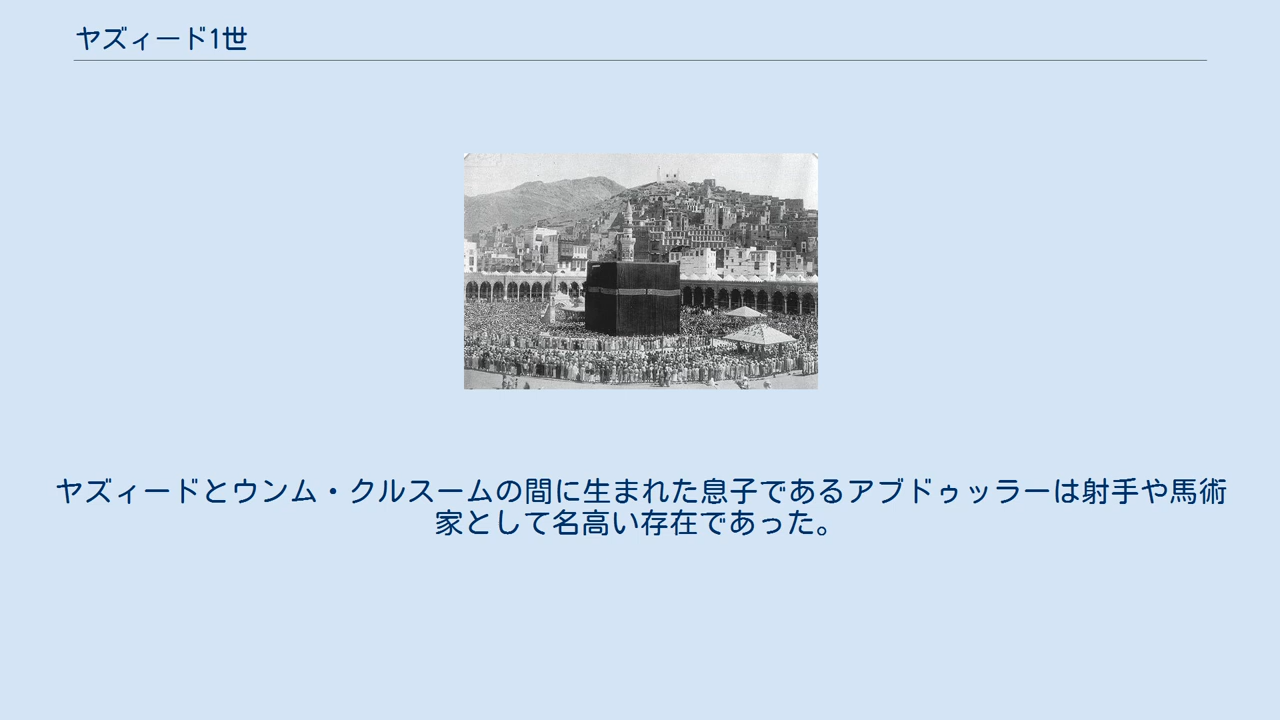 ヤズィード1世
ヤズィードとウンム・クルスームの間に生まれた息子であるアブドゥッラーは射手や馬術
家として名高い存在であった。